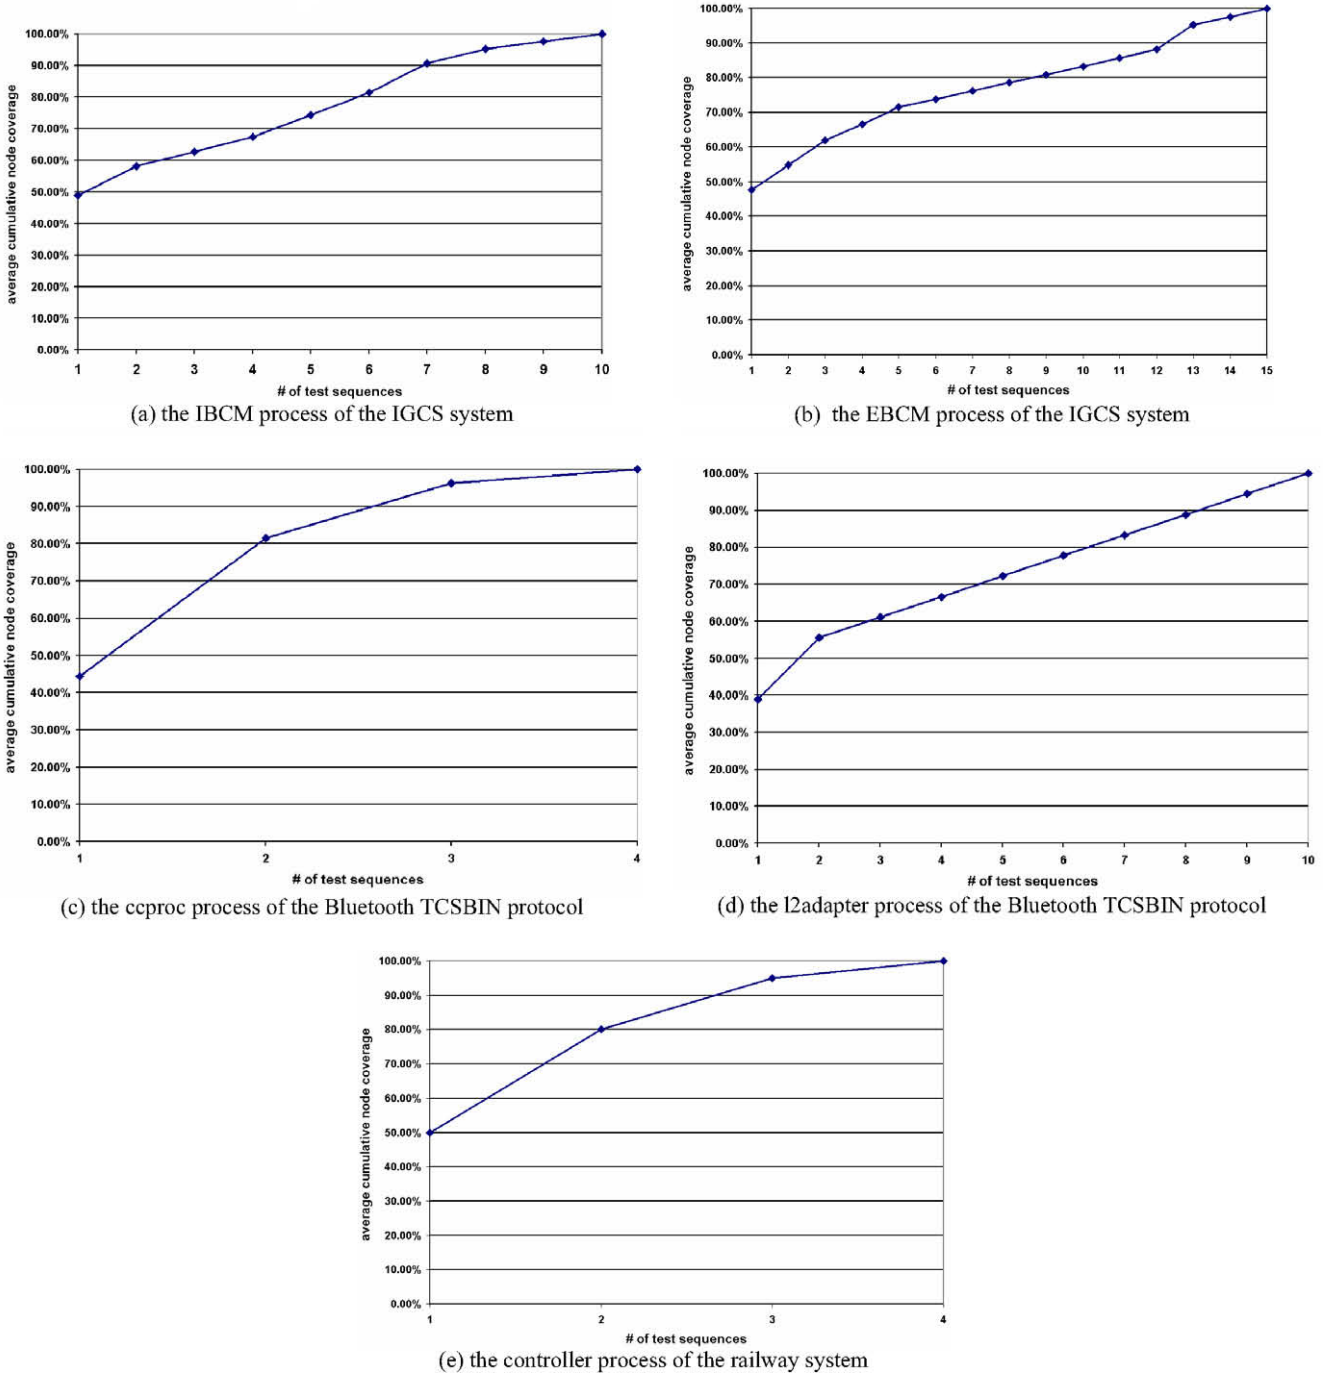 100.00%
90.00%
80.00%
70.00%
60.00%
50.00%
40.00%
30.00%
20.00%
10.00%
0.00%
average cumulative node coverage
1 2 3 4 5 6 7 8 9 10
# of test sequences
(a) the IBCM process of the IGCS system
100.00%
90.00%
80.00%
70.00%
60.00%
50.00%
40.00%
30.00%
20.00%
10.00%
0.00%
average cumulative node coverage
1 2 3 4 5 6 7 8 9 10 11 12 13 14 15
# of test sequences
(b) the EBCM process of the IGCS system
100.00%
90.00%
80.00%
70.00%
60.00%
50.00%
40.00%
30.00%
20.00%
10.00%
0.00%
average cumulative node coverage
1 2 3 4
# of test sequences
(c) the ccproc process of the Bluetooth TCSBIN protocol
100.00%
90.00%
80.00%
70.00%
60.00%
50.00%
40.00%
30.00%
20.00%
10.00%
0.00%
average cumulative node coverage
1 2 3 4 5 6 7 8 9 10
# of test sequences
(d) the l2adapter process of the Bluetooth TCSBIN protocol
100.00%
90.00%
80.00%
70.00%
60.00%
50.00%
40.00%
30.00%
20.00%
10.00%
0.00%
average cumulative node coverage
1 2 3 4
# of test sequences
(e) the controller process of the railway system